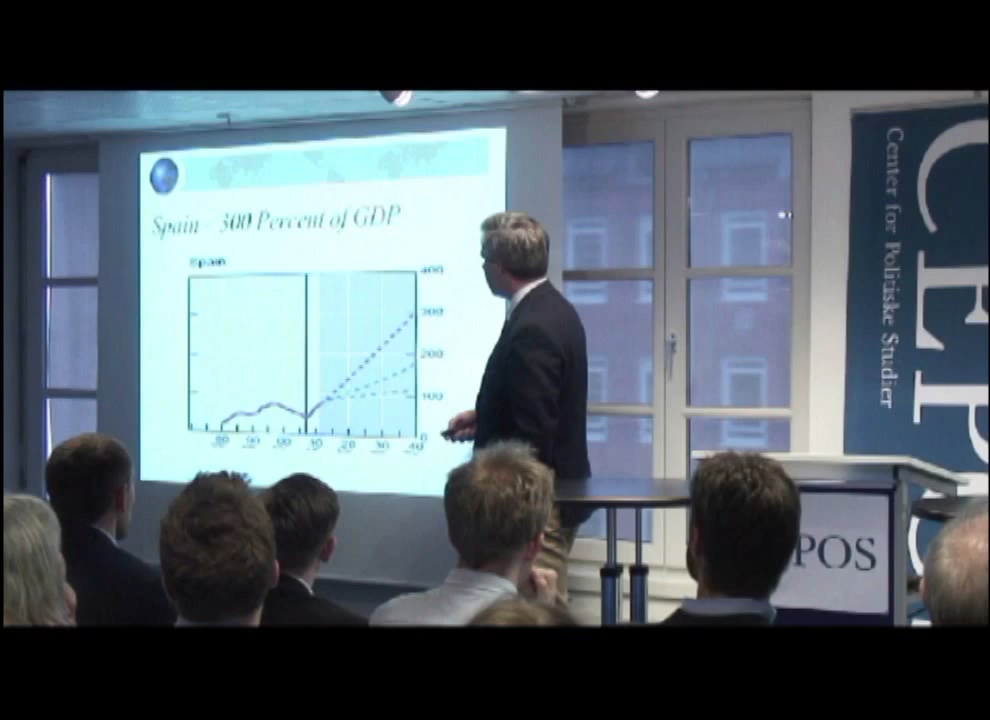 Spain - 300 Percent of GDP
Spain
400
300
200
100
0
80 90 00 10 20 30 40
Center for Politiske Studier
CEPO
POS